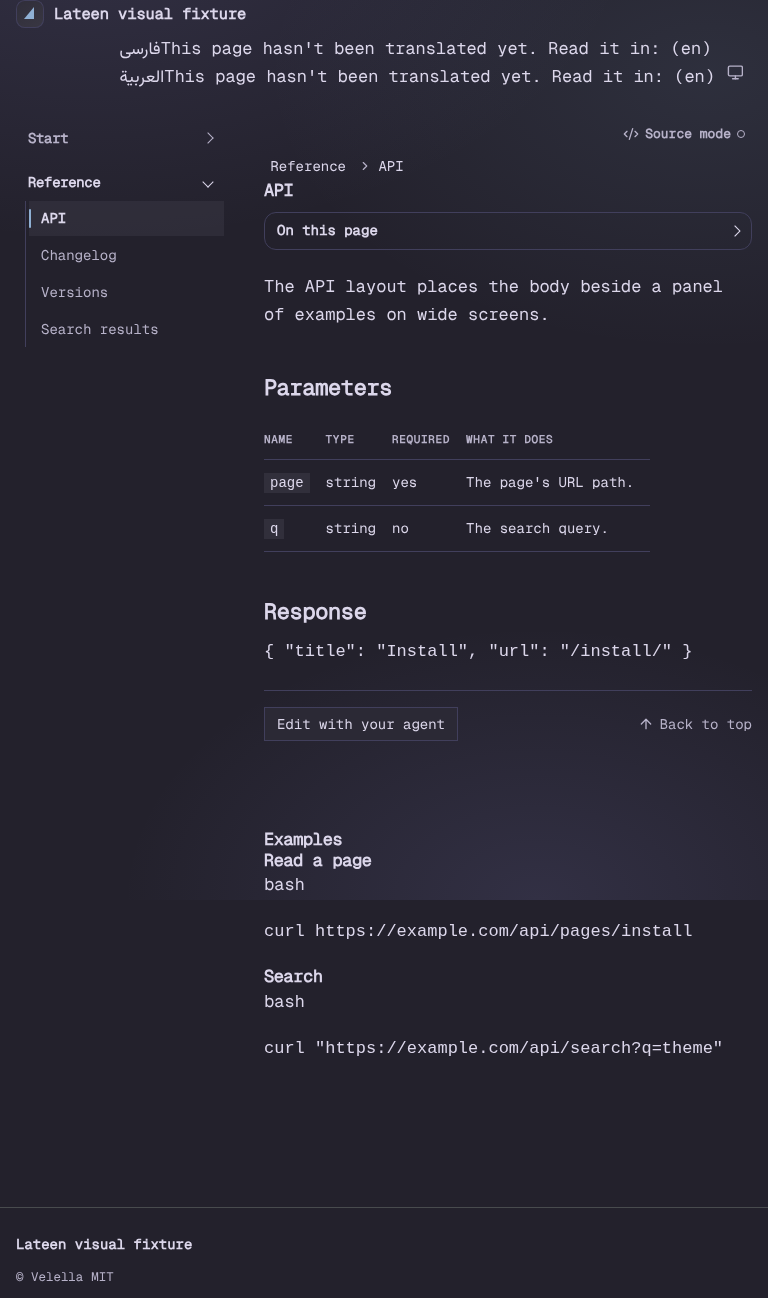 Lateen visual fixture
فارسیThis page hasn't been translated yet. Read it in: (en)
العربيةThis page hasn't been translated yet. Read it in: (en)
Source mode
Start
Reference
API
Changelog
Versions
Search results
Reference > API
API
On this page
The API layout places the body beside a panel
of examples on wide screens.
Parameters
NAME TYPE REQUIRED WHAT IT DOES
page string yes The page's URL path.
q string no The search query.
Response
{ "title": "Install", "url": "/install/" }
Edit with your agent
↑ Back to top
Examples
Read a page
bash
curl https://example.com/api/pages/install
Search
bash
curl "https://example.com/api/search?q=theme"
Lateen visual fixture
© Velella MIT